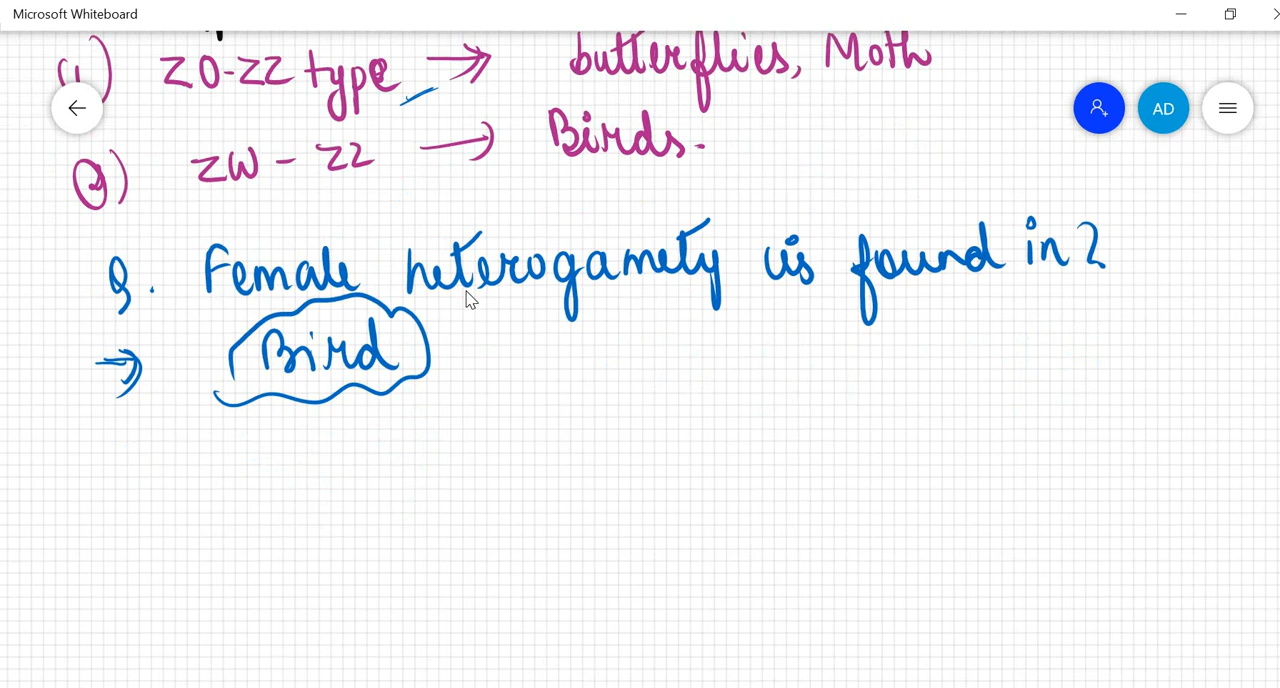 Microsoft Whiteboard
1) ZO-ZZ type → butterflies, Moth
2) ZW - ZZ → Birds.
AD
Q. Female heterogamety is found in?
⇒ Bird